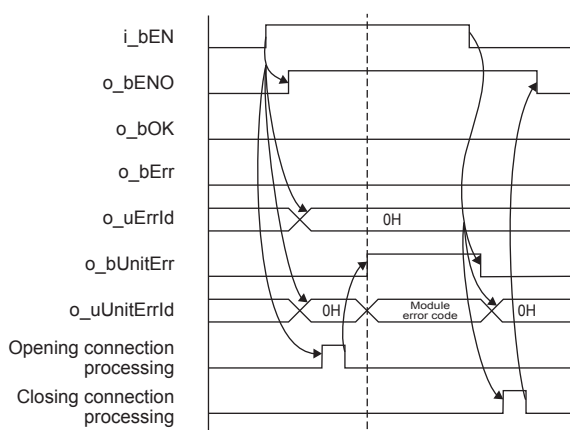 i_bEN
o_bENO
o_bOK
o_bErr
o_uErrId
0H
o_bUnitErr
o_uUnitErrId
0H
Module
error code
0H
Opening connection
processing
Closing connection
processing